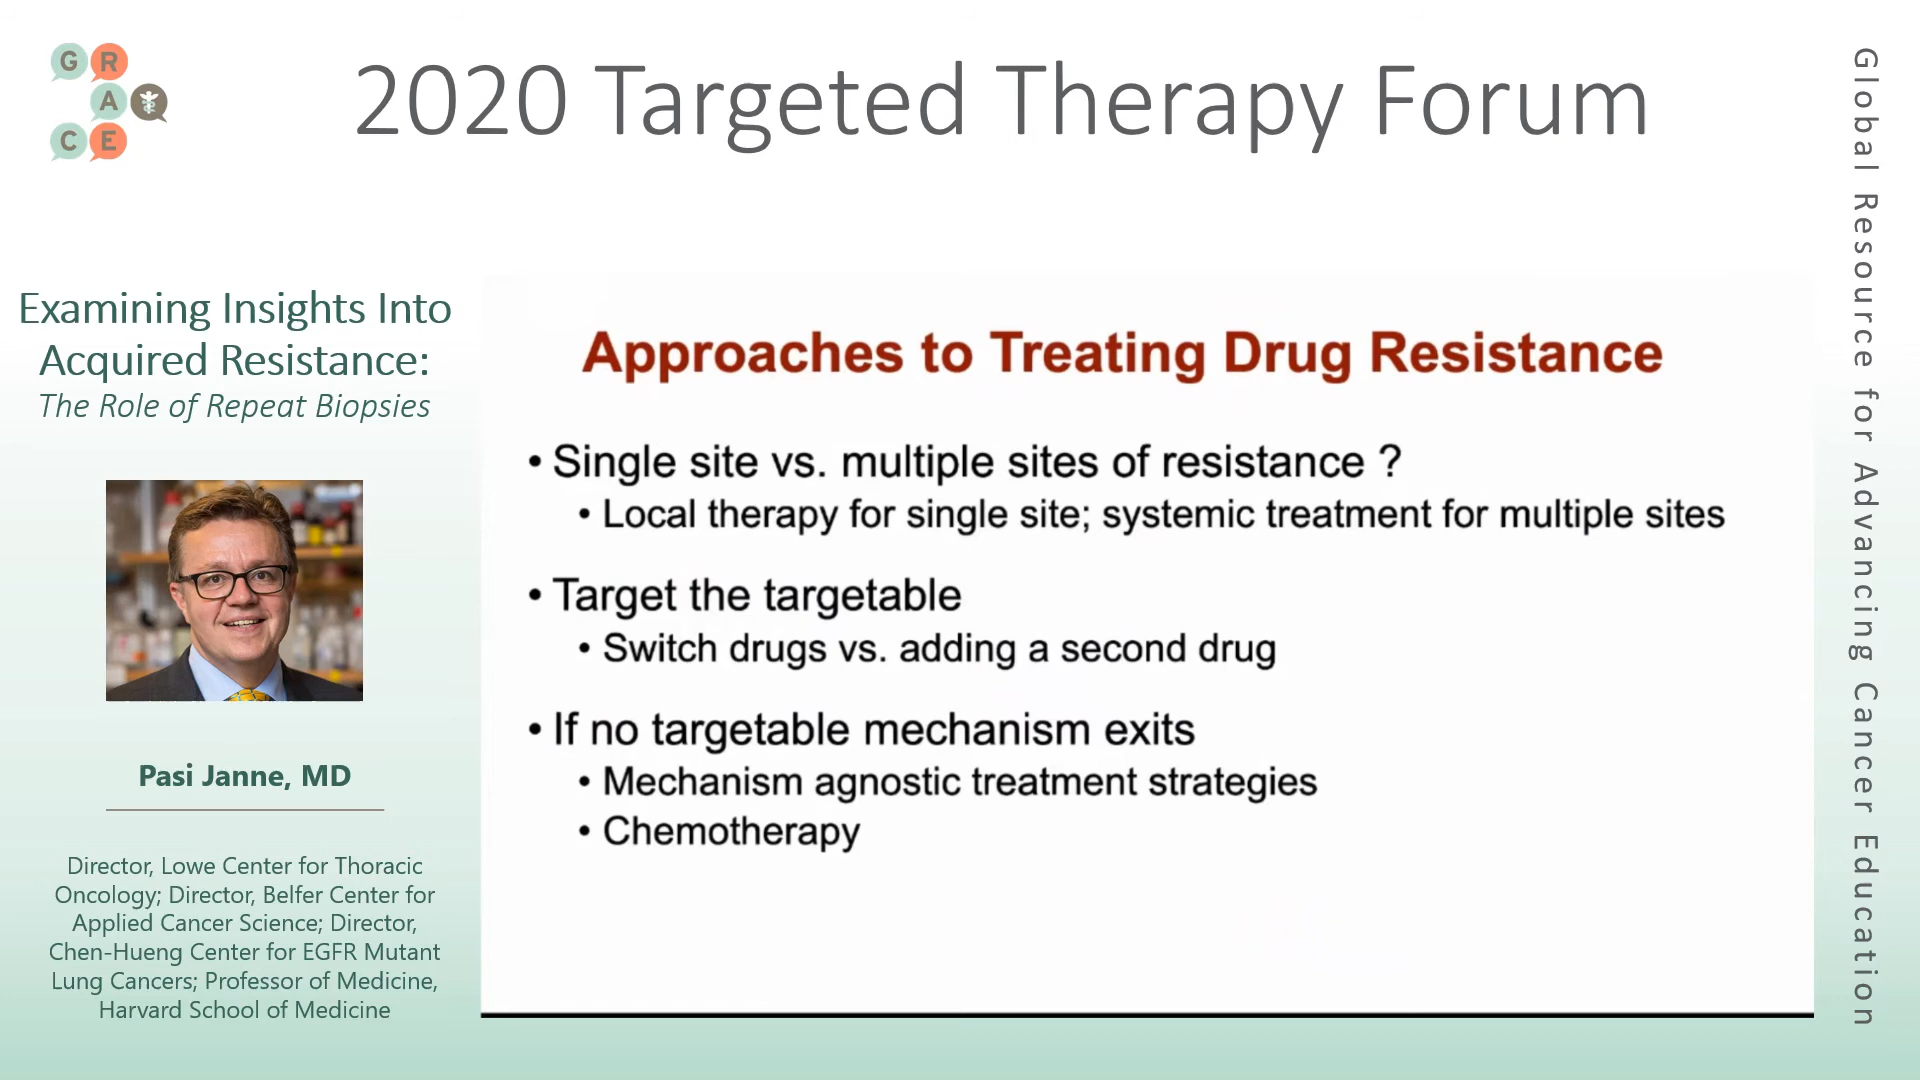 G R
A
C E
2020 Targeted Therapy Forum
Examining Insights Into
Acquired Resistance:
The Role of Repeat Biopsies
Pasi Janne, MD
Director, Lowe Center for Thoracic
Oncology; Director, Belfer Center for
Applied Cancer Science; Director,
Chen-Hueng Center for EGFR Mutant
Lung Cancers; Professor of Medicine,
Harvard School of Medicine
Approaches to Treating Drug Resistance
• Single site vs. multiple sites of resistance ?
• Local therapy for single site; systemic treatment for multiple sites
• Target the targetable
• Switch drugs vs. adding a second drug
• If no targetable mechanism exits
• Mechanism agnostic treatment strategies
• Chemotherapy
Global Resource for Advancing Cancer Education